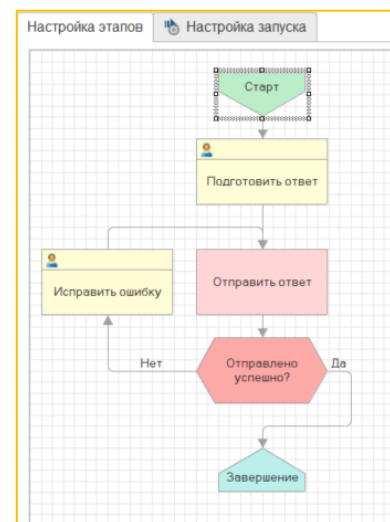 Настройка этапов
Настройка запуска
Старт
Подготовить ответ
Исправить ошибку
Отправить ответ
Нет
Отправлено
успешно?
Да
Завершение